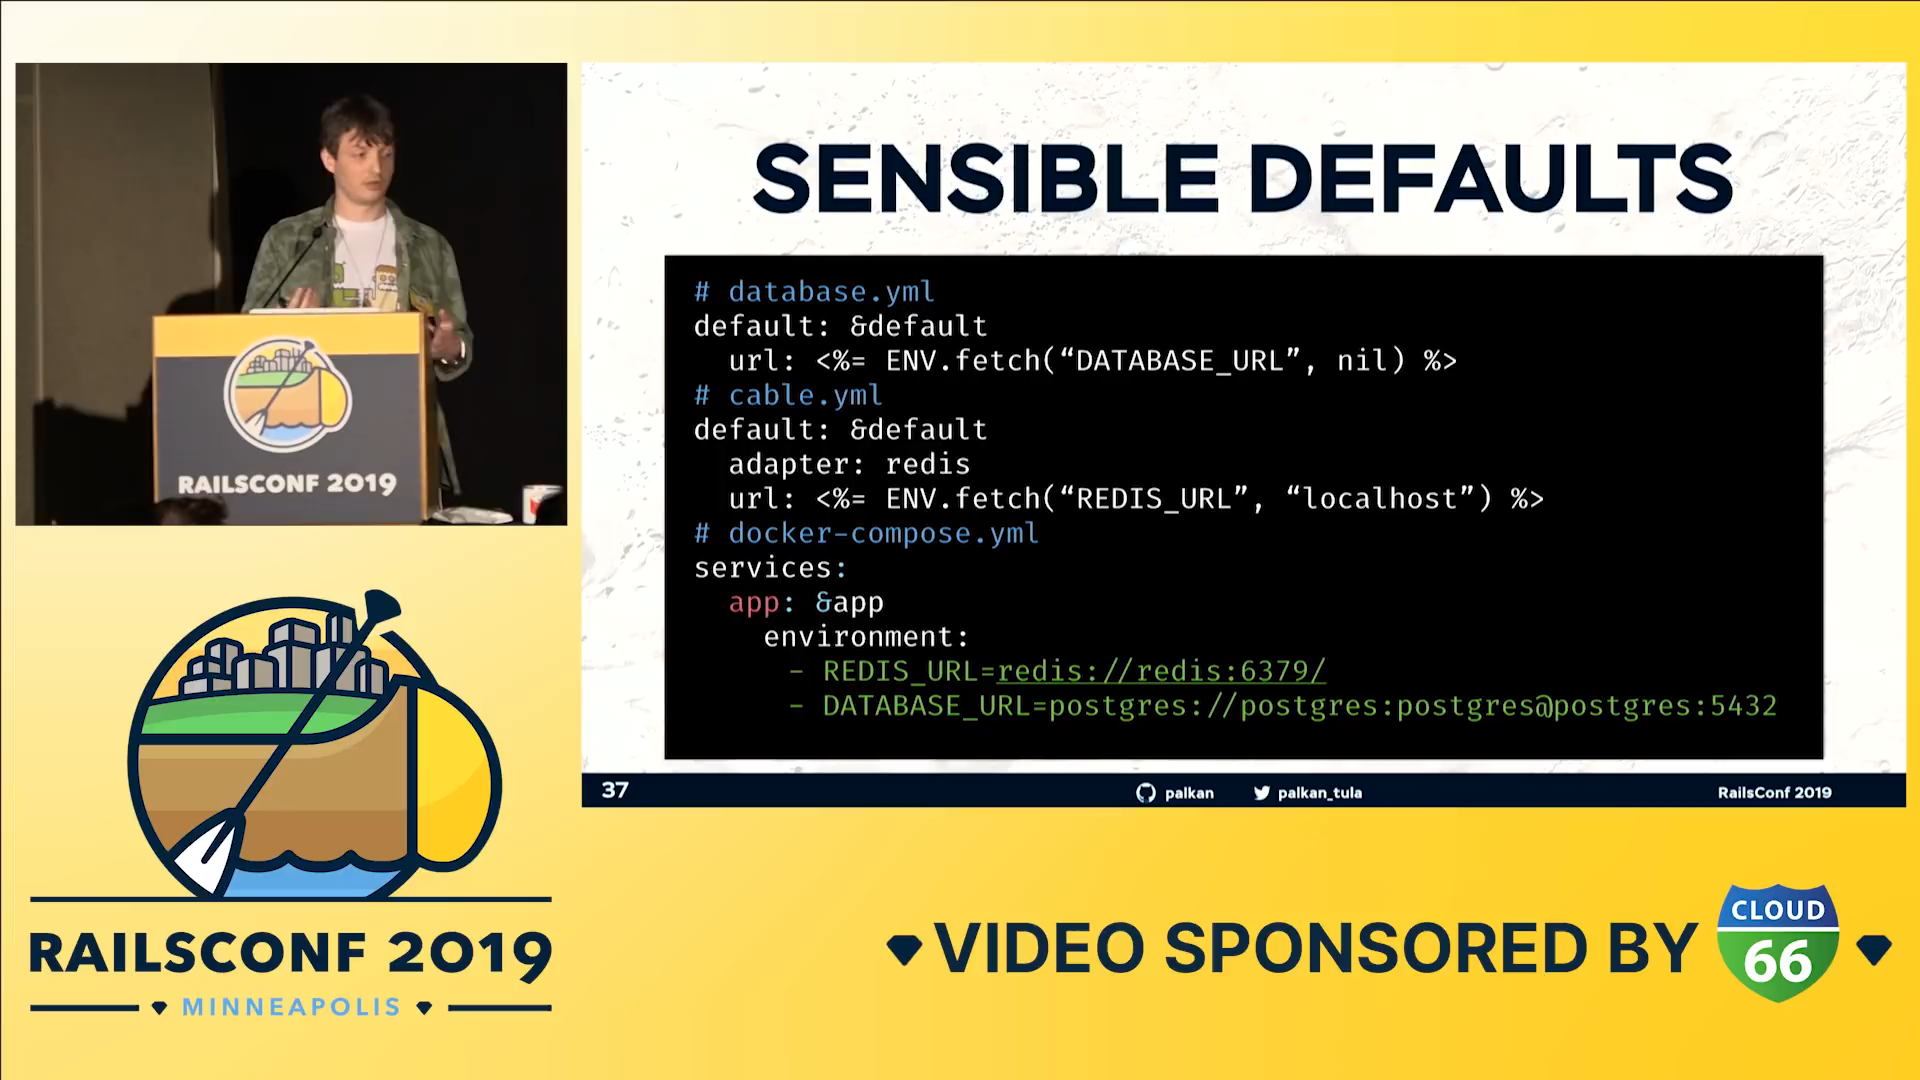 SENSIBLE DEFAULTS
# database.yml
default: &default
  url: <%= ENV.fetch(“DATABASE_URL”, nil) %>
# cable.yml
default: &default
  adapter: redis
  url: <%= ENV.fetch(“REDIS_URL”, “localhost”) %>
# docker-compose.yml
services:
  app: &app
    environment:
      - REDIS_URL=redis://redis:6379/
      - DATABASE_URL=postgres://postgres:postgres@postgres:5432
37
palkan
palkan_tula
RailsConf 2019
RAILSCONF 2019
RAILSCONF 2019
MINNEAPOLIS
VIDEO SPONSORED BY
CLOUD
66